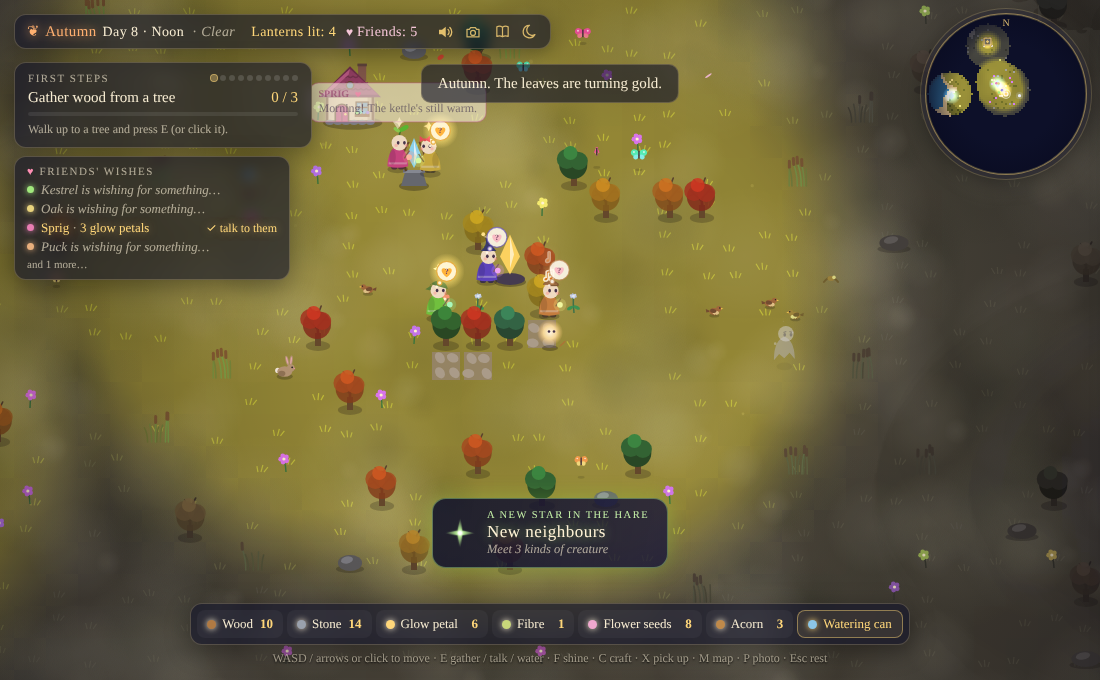 Autumn Day 8 · Noon · Clear Lanterns lit: 4 ♥ Friends: 5
N
FIRST STEPS
Gather wood from a tree 0 / 3
Walk up to a tree and press E (or click it).
Autumn. The leaves are turning gold.
SPRIG
Morning! The kettle's still warm.
♥ FRIENDS' WISHES
Kestrel is wishing for something…
Oak is wishing for something…
Sprig · 3 glow petals ✓ talk to them
Puck is wishing for something…
and 1 more…
A NEW STAR IN THE HARE
New neighbours
Meet 3 kinds of creature
Wood 10 Stone 14 Glow petal 6 Fibre 1 Flower seeds 8 Acorn 3 Watering can
WASD / arrows or click to move · E gather / talk / water · F shine · C craft · X pick up · M map · P photo · Esc rest